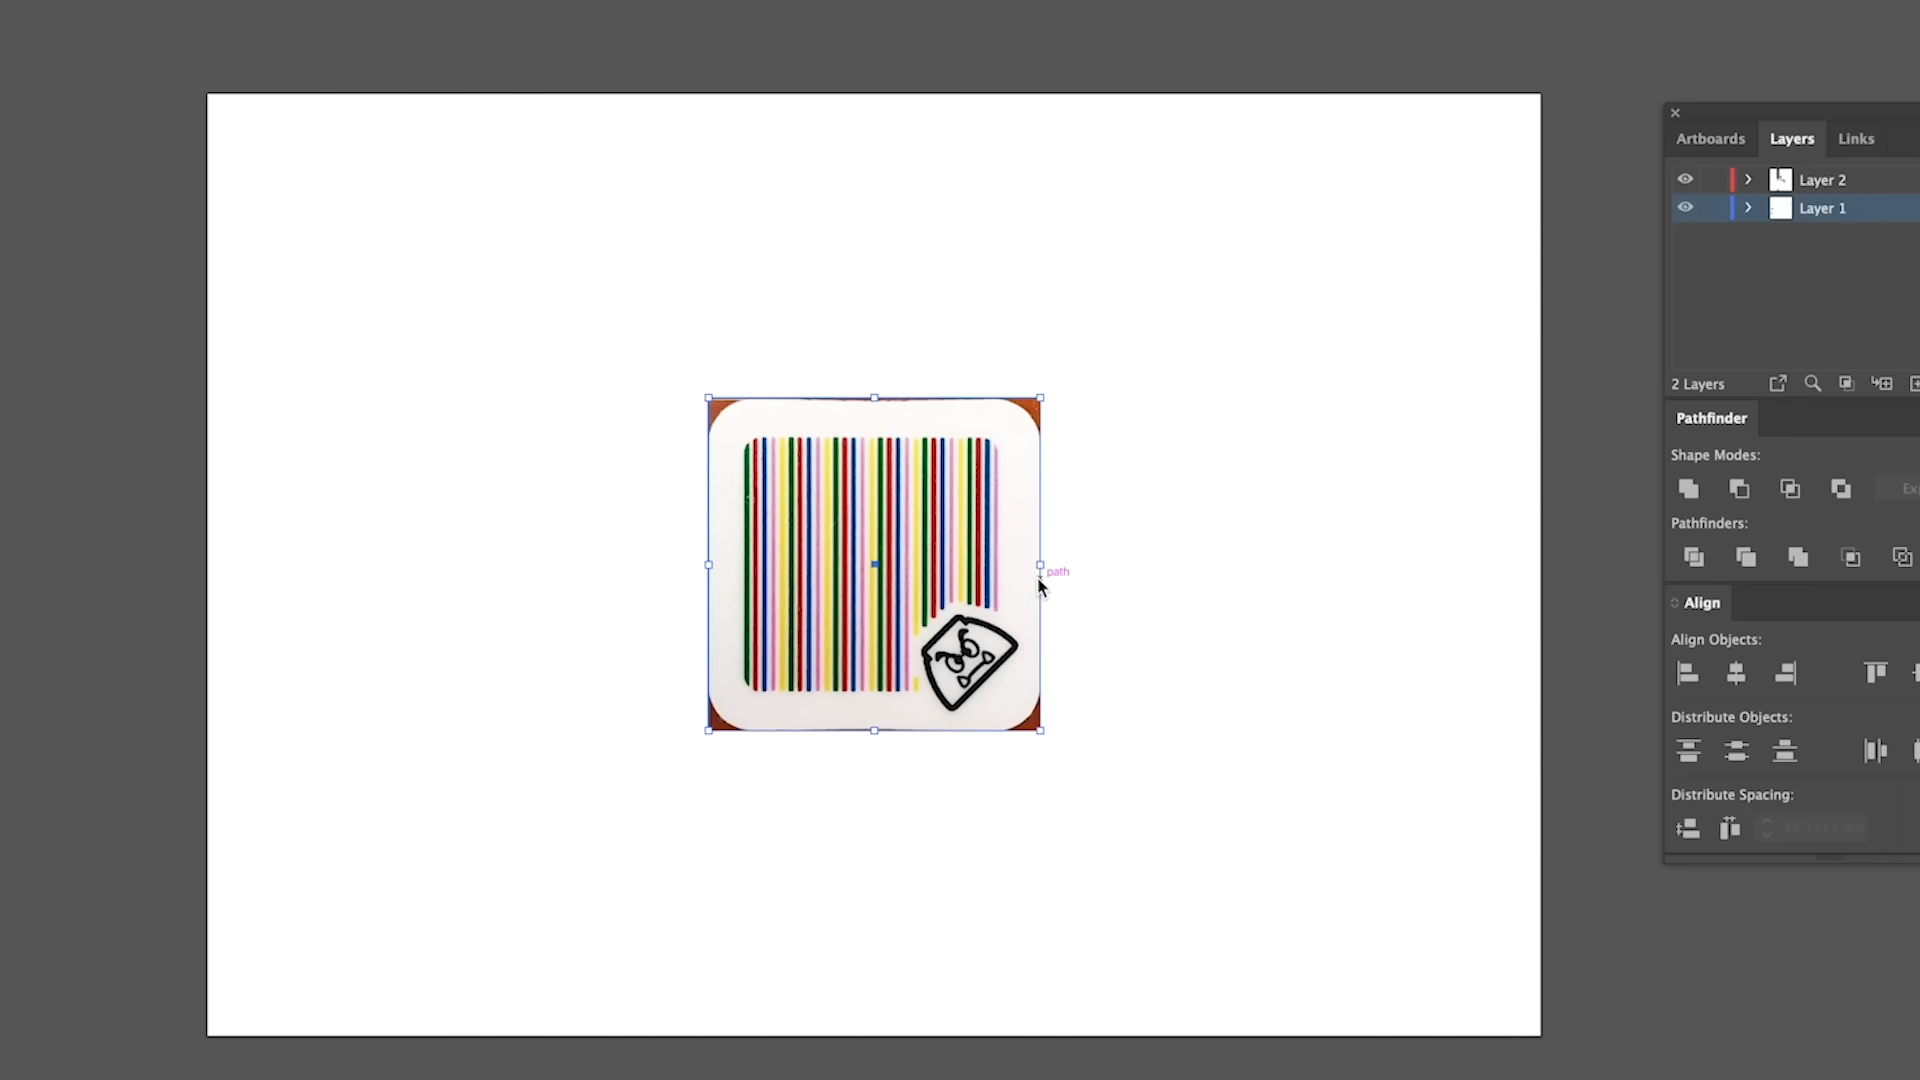 Artboards Layers Links
Layer 2
Layer 1
2 Layers
Pathfinder
Shape Modes:
Pathfinders:
path
Align
Align Objects:
Distribute Objects:
Distribute Spacing: